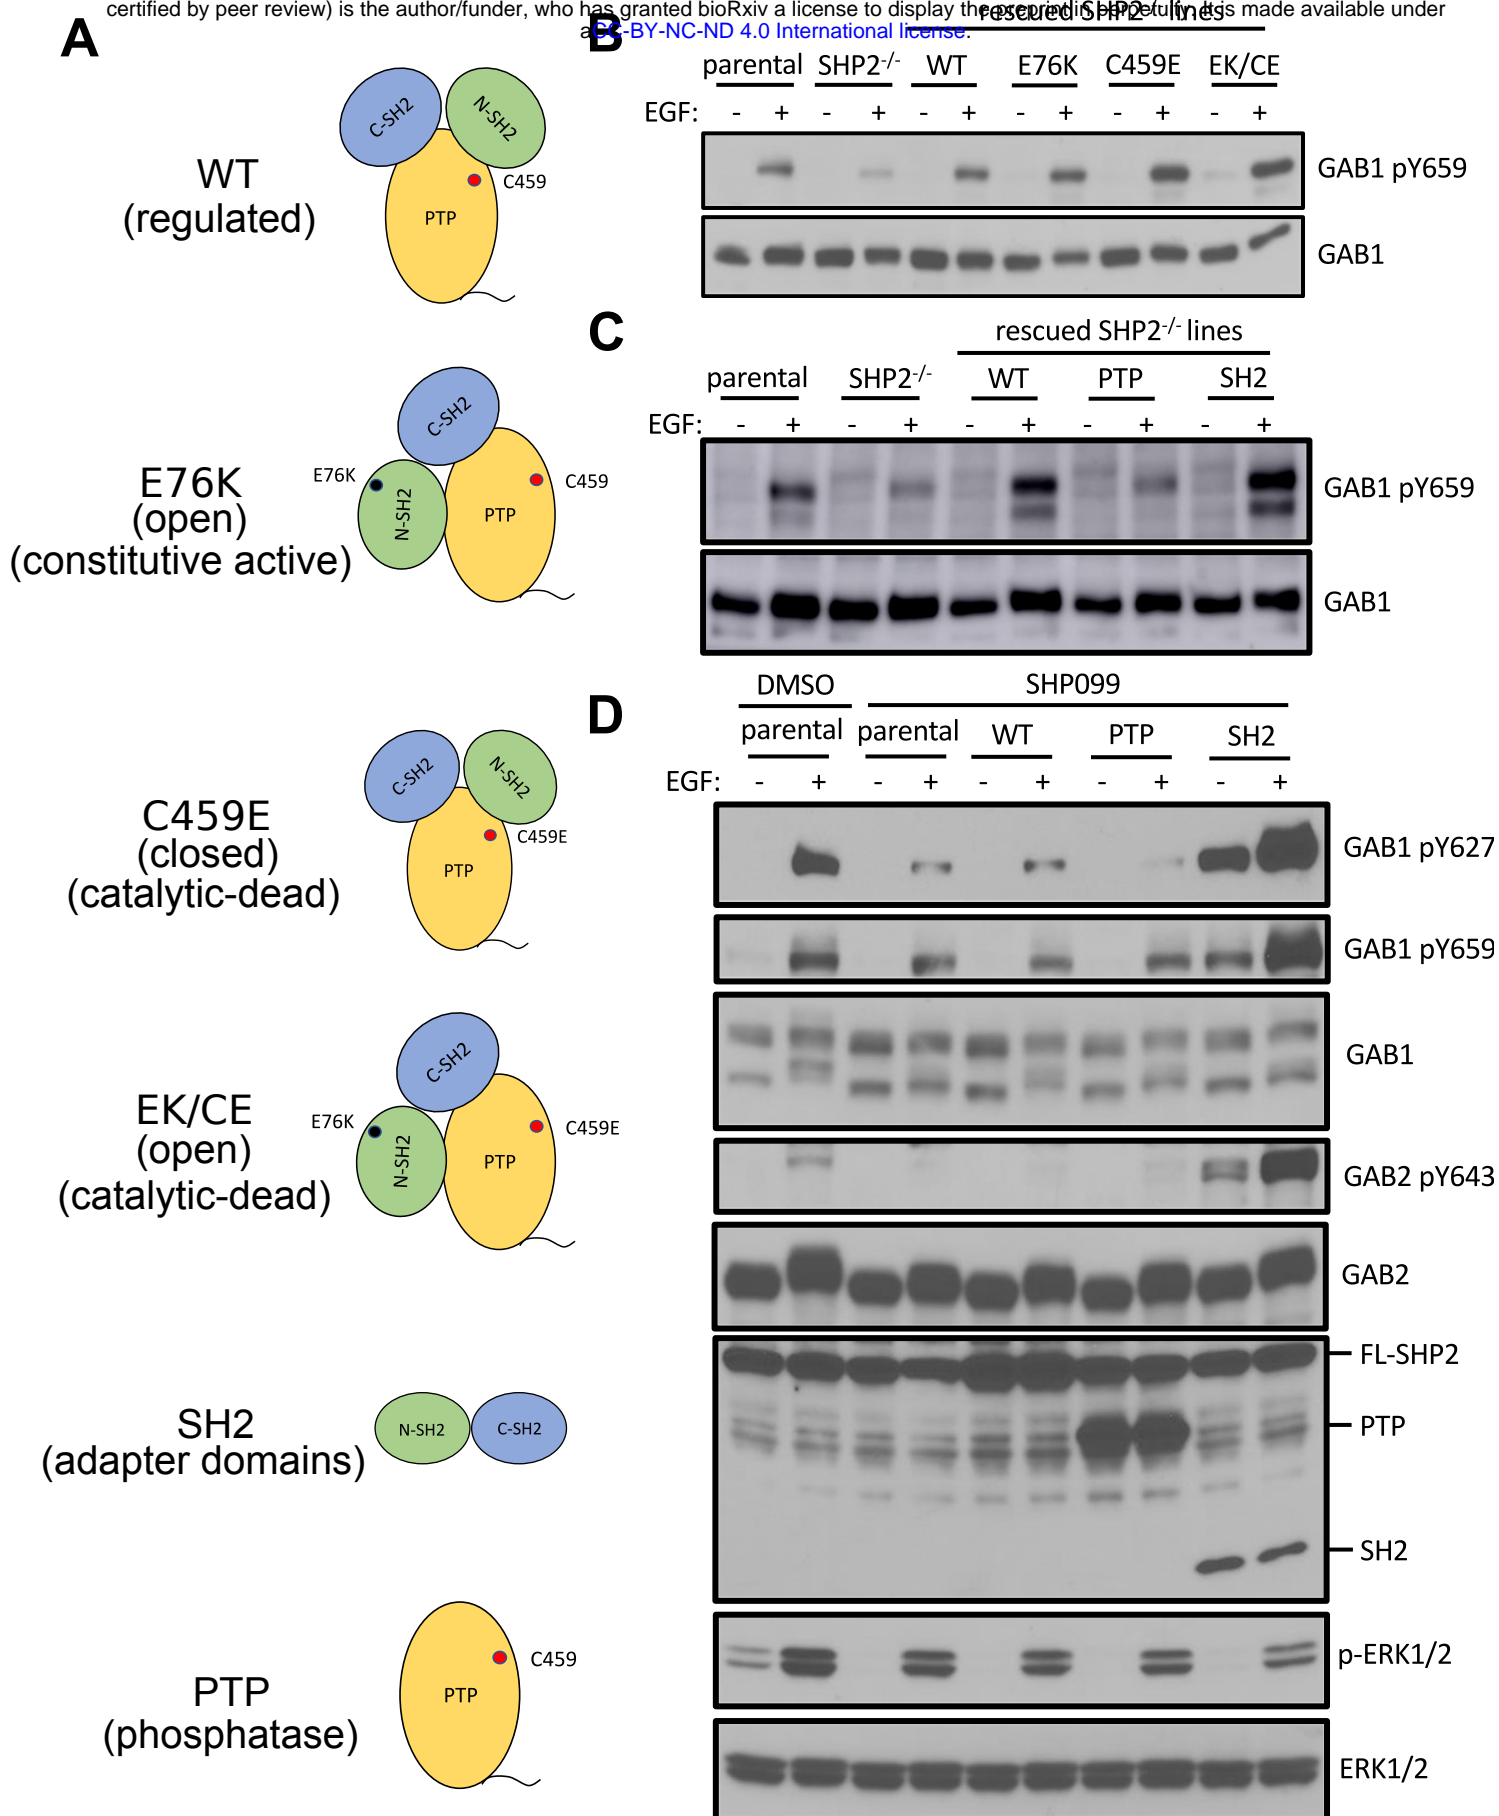 certified by peer review) is the author/funder, who has granted bioRxiv a license to display the preprint in perpetuity. It is made available under
aCC-BY-NC-ND 4.0 International license.
A
WT
(regulated)
C-SH2
N-SH2
C459
PTP
E76K
(open)
(constitutive active)
C-SH2
E76K
N-SH2
C459
PTP
C459E
(closed)
(catalytic-dead)
C-SH2
N-SH2
C459E
PTP
EK/CE
(open)
(catalytic-dead)
C-SH2
E76K
N-SH2
C459E
PTP
SH2
(adapter domains)
N-SH2
C-SH2
PTP
(phosphatase)
C459
PTP
B
rescued SHP2-/- lines
parental SHP2-/- WT E76K C459E EK/CE
EGF: - + - + - + - + - + - +
GAB1 pY659
GAB1
C
rescued SHP2-/- lines
parental SHP2-/- WT PTP SH2
EGF: - + - + - + - + - +
GAB1 pY659
GAB1
D
DMSO SHP099
parental parental WT PTP SH2
EGF: - + - + - + - + - +
GAB1 pY627
GAB1 pY659
GAB1
GAB2 pY643
GAB2
FL-SHP2
PTP
SH2
p-ERK1/2
ERK1/2